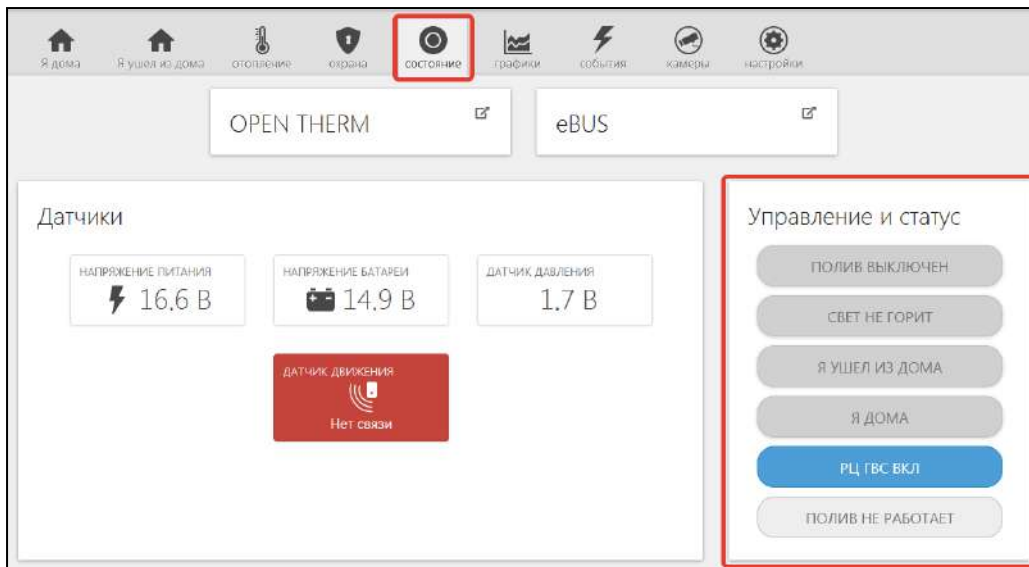 Я дома
Я ушел из дома
отопление
охрана
состояние
графики
события
камеры
настройки
OPEN THERM
eBUS
Датчики
НАПРЯЖЕНИЕ ПИТАНИЯ
16,6 В
НАПРЯЖЕНИЕ БАТАРЕИ
14,9 В
ДАТЧИК ДАВЛЕНИЯ
1,7 В
ДАТЧИК ДВИЖЕНИЯ
Нет связи
Управление и статус
ПОЛИВ ВЫКЛЮЧЕН
СВЕТ НЕ ГОРИТ
Я УШЕЛ ИЗ ДОМА
Я ДОМА
РЦ ГВС ВКЛ
ПОЛИВ НЕ РАБОТАЕТ